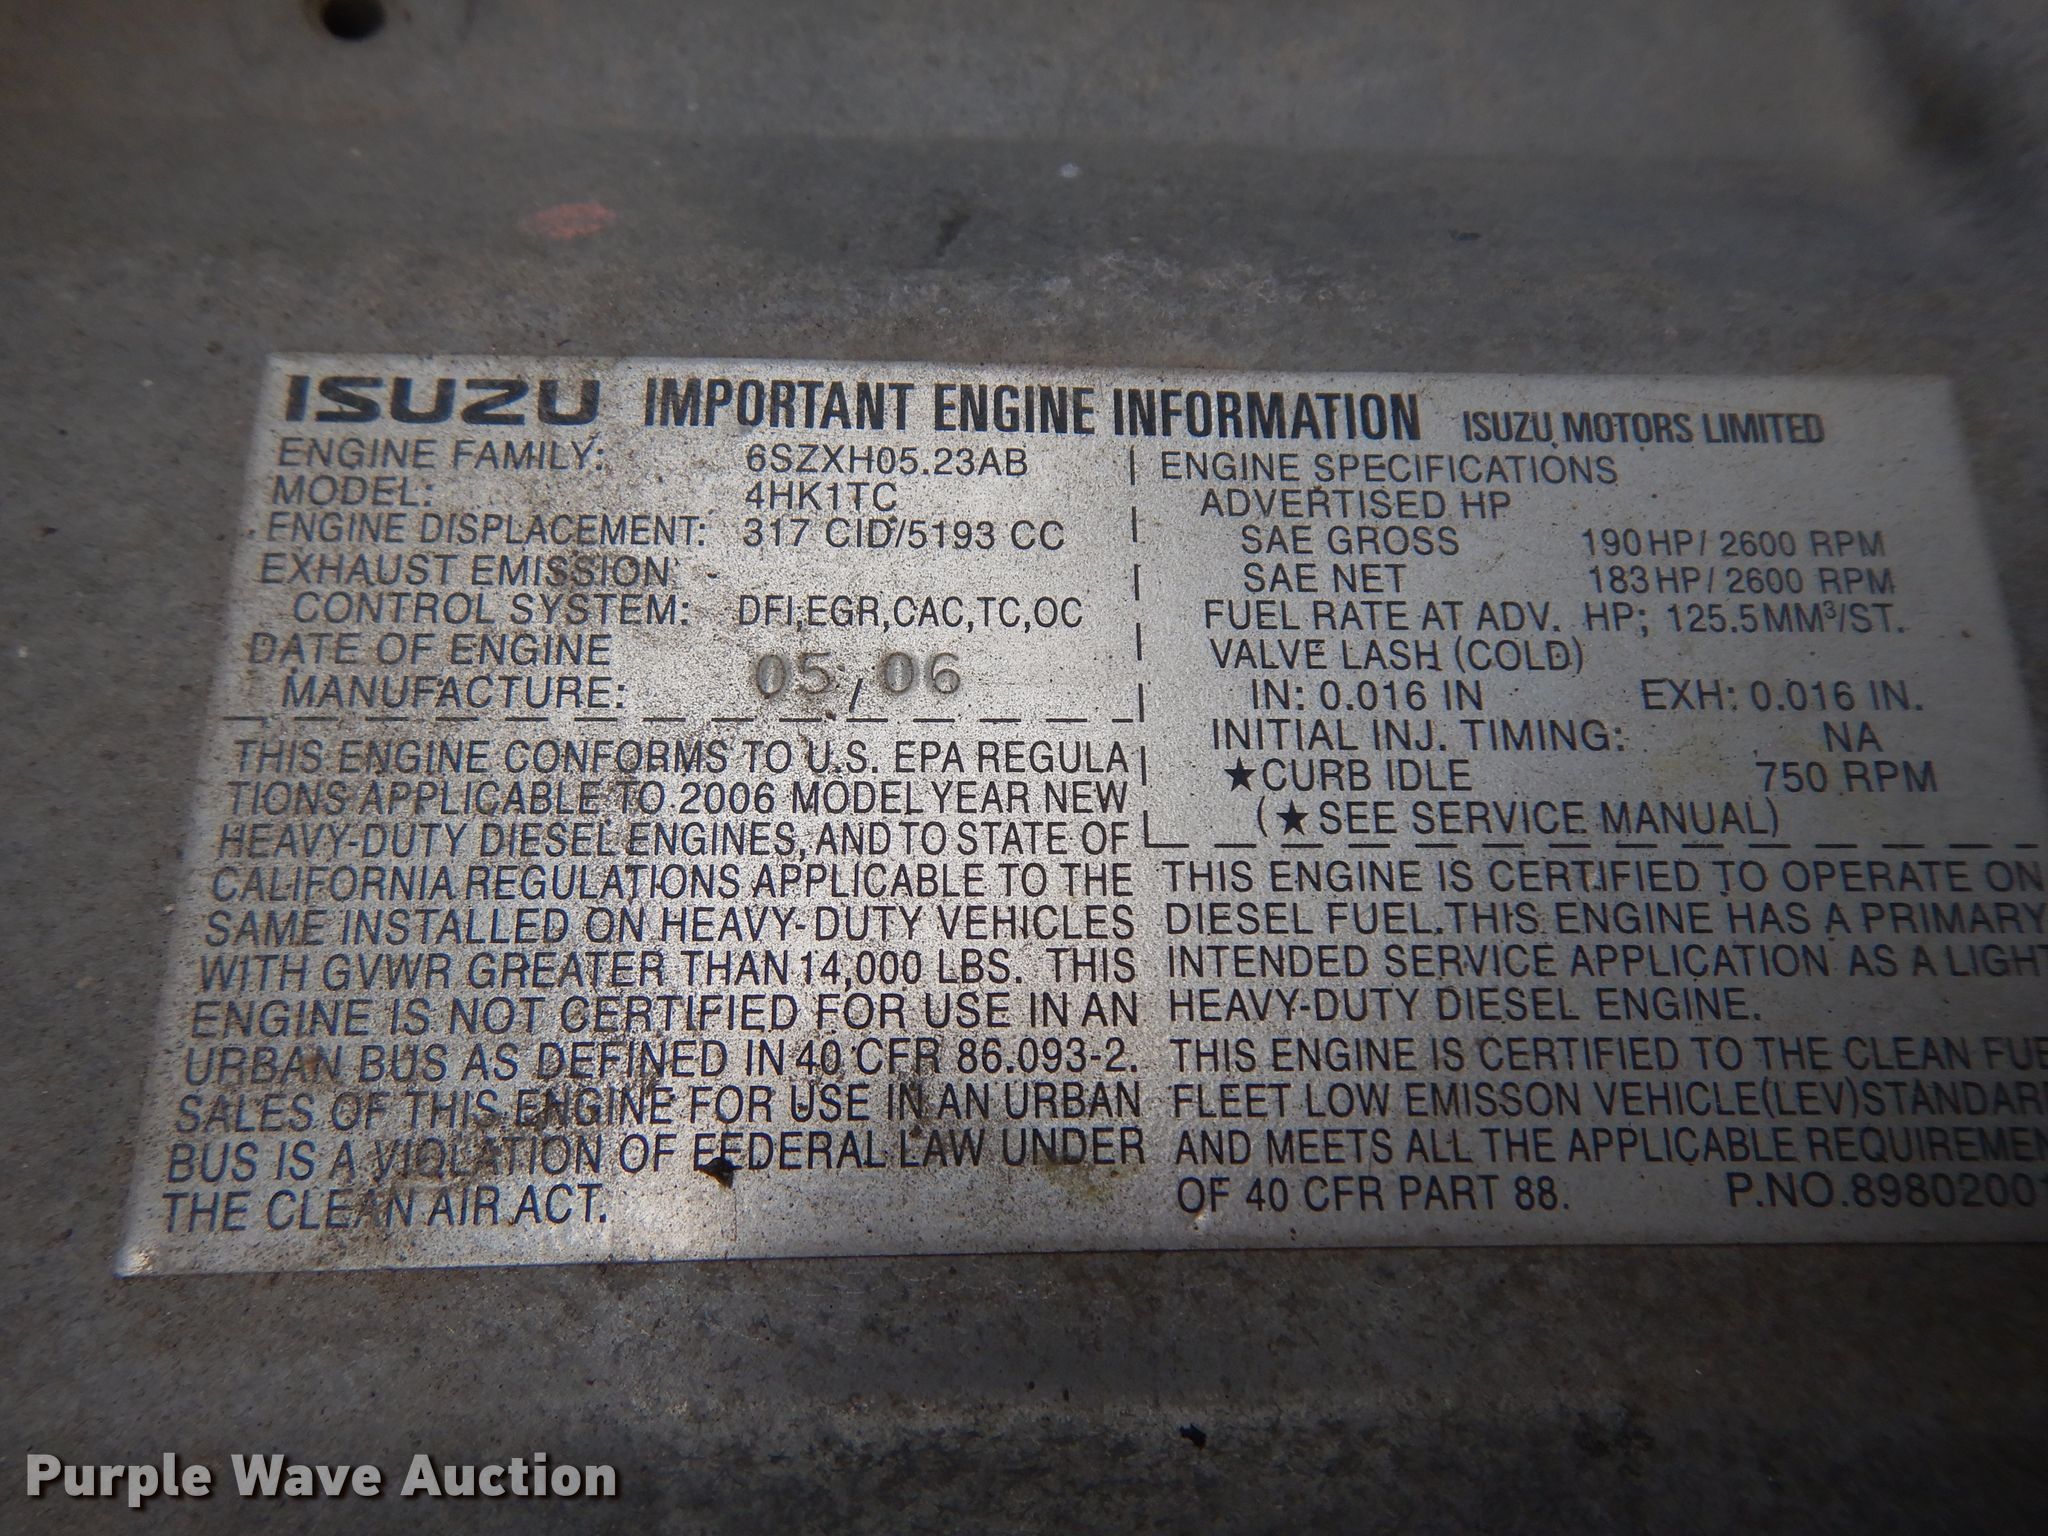 ISUZU IMPORTANT ENGINE INFORMATION ISUZU MOTORS LIMITED
ENGINE FAMILY: 6SZXH05.23AB
MODEL: 4HK1TC
ENGINE DISPLACEMENT: 317 CID/5193 CC
EXHAUST EMISSION
CONTROL SYSTEM: DFI,EGR,CAC,TC,OC
DATE OF ENGINE
MANUFACTURE: 05/06
THIS ENGINE CONFORMS TO U.S. EPA REGULA
TIONS APPLICABLE TO 2006 MODEL YEAR NEW
HEAVY-DUTY DIESEL ENGINES, AND TO STATE OF
CALIFORNIA REGULATIONS APPLICABLE TO THE
SAME INSTALLED ON HEAVY-DUTY VEHICLES
WITH GVWR GREATER THAN 14,000 LBS. THIS
ENGINE IS NOT CERTIFIED FOR USE IN AN
URBAN BUS AS DEFINED IN 40 CFR 86.093-2.
SALES OF THIS ENGINE FOR USE IN AN URBAN
BUS IS A VIOLATION OF FEDERAL LAW UNDER
THE CLEAN AIR ACT.
ENGINE SPECIFICATIONS
ADVERTISED HP
SAE GROSS 190HP/2600 RPM
SAE NET 183HP/2600 RPM
FUEL RATE AT ADV. HP; 125.5MM³/ST.
VALVE LASH (COLD)
IN: 0.016 IN EXH: 0.016 IN.
INITIAL INJ. TIMING: NA
★CURB IDLE 750 RPM
(★SEE SERVICE MANUAL)
THIS ENGINE IS CERTIFIED TO OPERATE ON
DIESEL FUEL. THIS ENGINE HAS A PRIMARY
INTENDED SERVICE APPLICATION AS A LIGHT
HEAVY-DUTY DIESEL ENGINE.
THIS ENGINE IS CERTIFIED TO THE CLEAN FUE
FLEET LOW EMISSON VEHICLE(LEV)STANDAR
AND MEETS ALL THE APPLICABLE REQUIREMEN
OF 40 CFR PART 88. P.NO.89802001
Purple Wave Auction